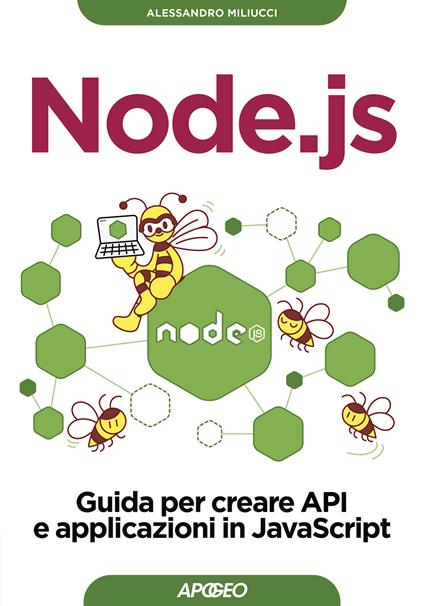 ALESSANDRO MILIUCCI
Node.js
node JS
Guida per creare API
e applicazioni in JavaScript
APOGEO